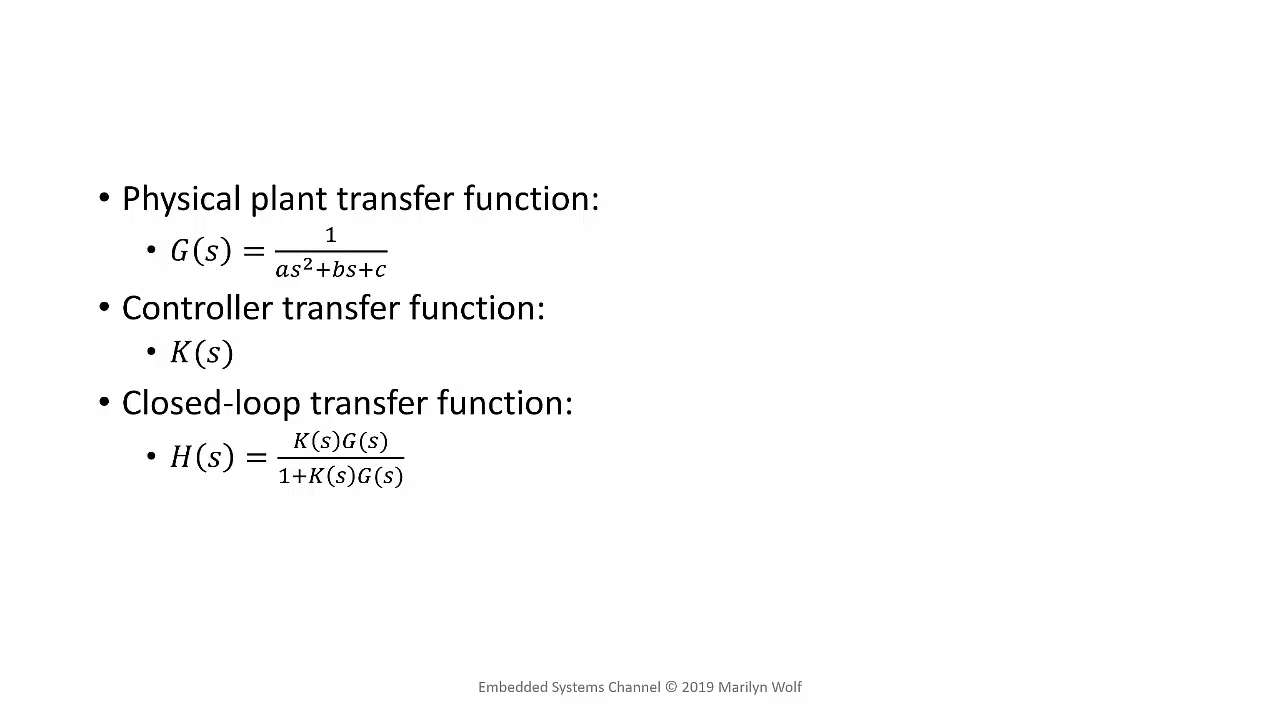 • Physical plant transfer function:
• G(s) = 1/(as²+bs+c)
• Controller transfer function:
• K(s)
• Closed-loop transfer function:
• H(s) = K(s)G(s)/(1+K(s)G(s))
Embedded Systems Channel © 2019 Marilyn Wolf